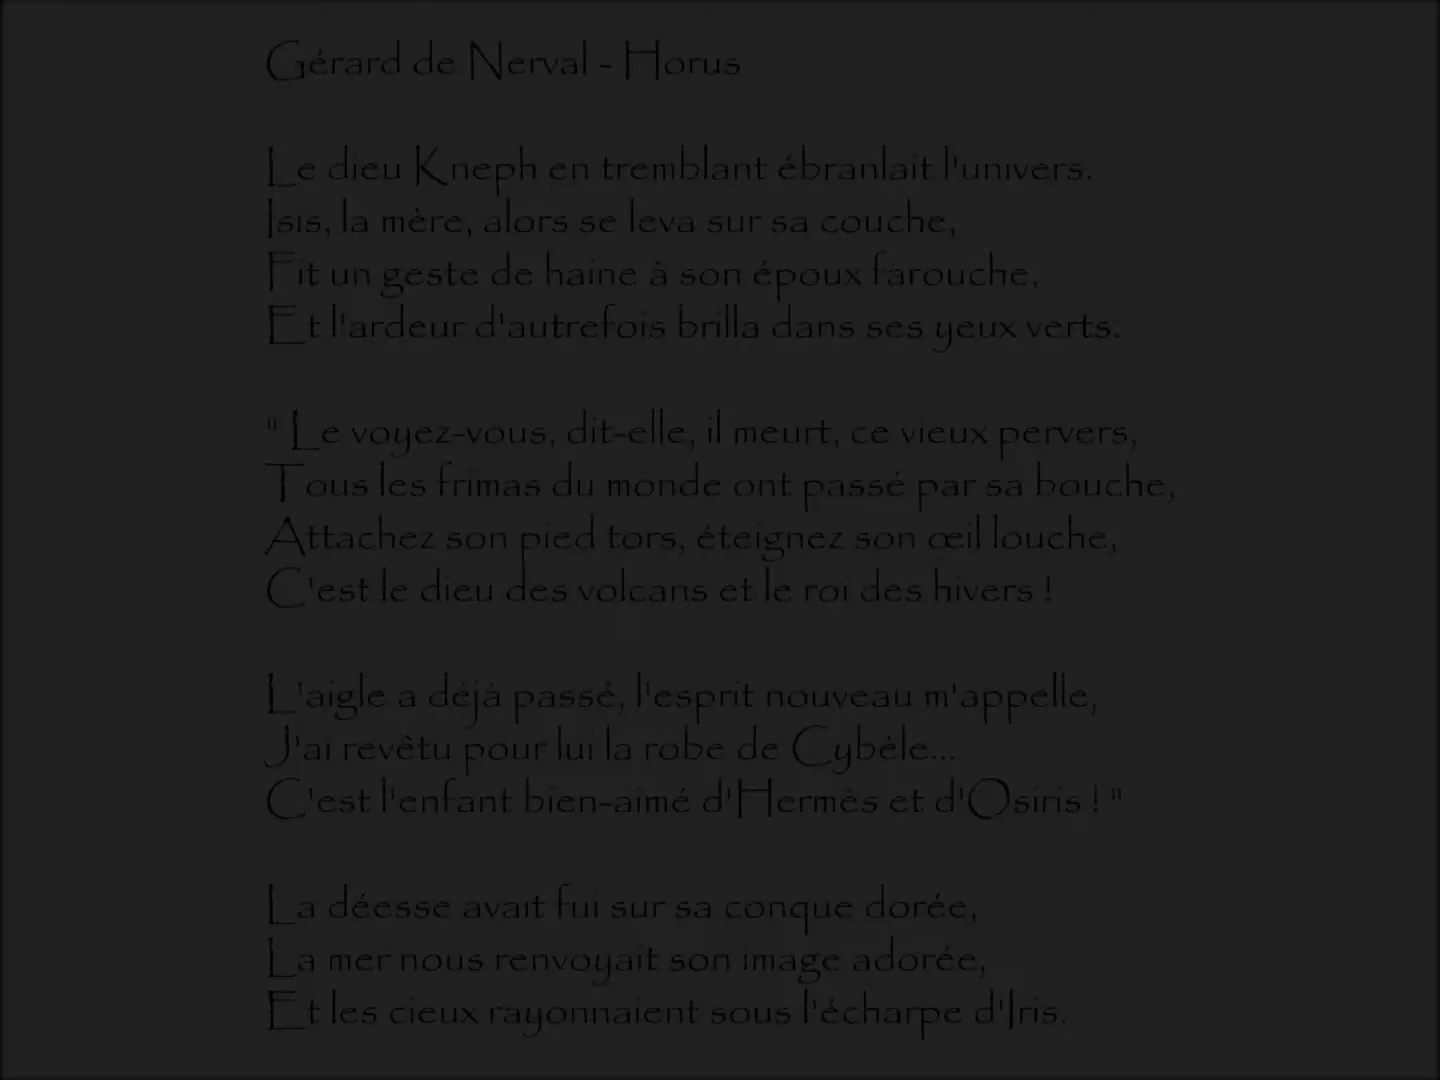 Gérard de Nerval - Horus
Le dieu Kneph en tremblant ébranlait l'univers.
Isis, la mère, alors se leva sur sa couche,
Fit un geste de haine à son époux farouche,
Et l'ardeur d'autrefois brilla dans ses yeux verts.
" Le voyez-vous, dit-elle, il meurt, ce vieux pervers,
Tous les frimas du monde ont passé par sa bouche,
Attachez son pied tors, éteignez son œil louche,
C'est le dieu des volcans et le roi des hivers !
L'aigle a déjà passé, l'esprit nouveau m'appelle,
J'ai revêtu pour lui la robe de Cybèle...
C'est l'enfant bien-aimé d'Hermès et d'Osiris ! "
La déesse avait fui sur sa conque dorée,
La mer nous renvoyait son image adorée,
Et les cieux rayonnaient sous l'écharpe d'Iris.